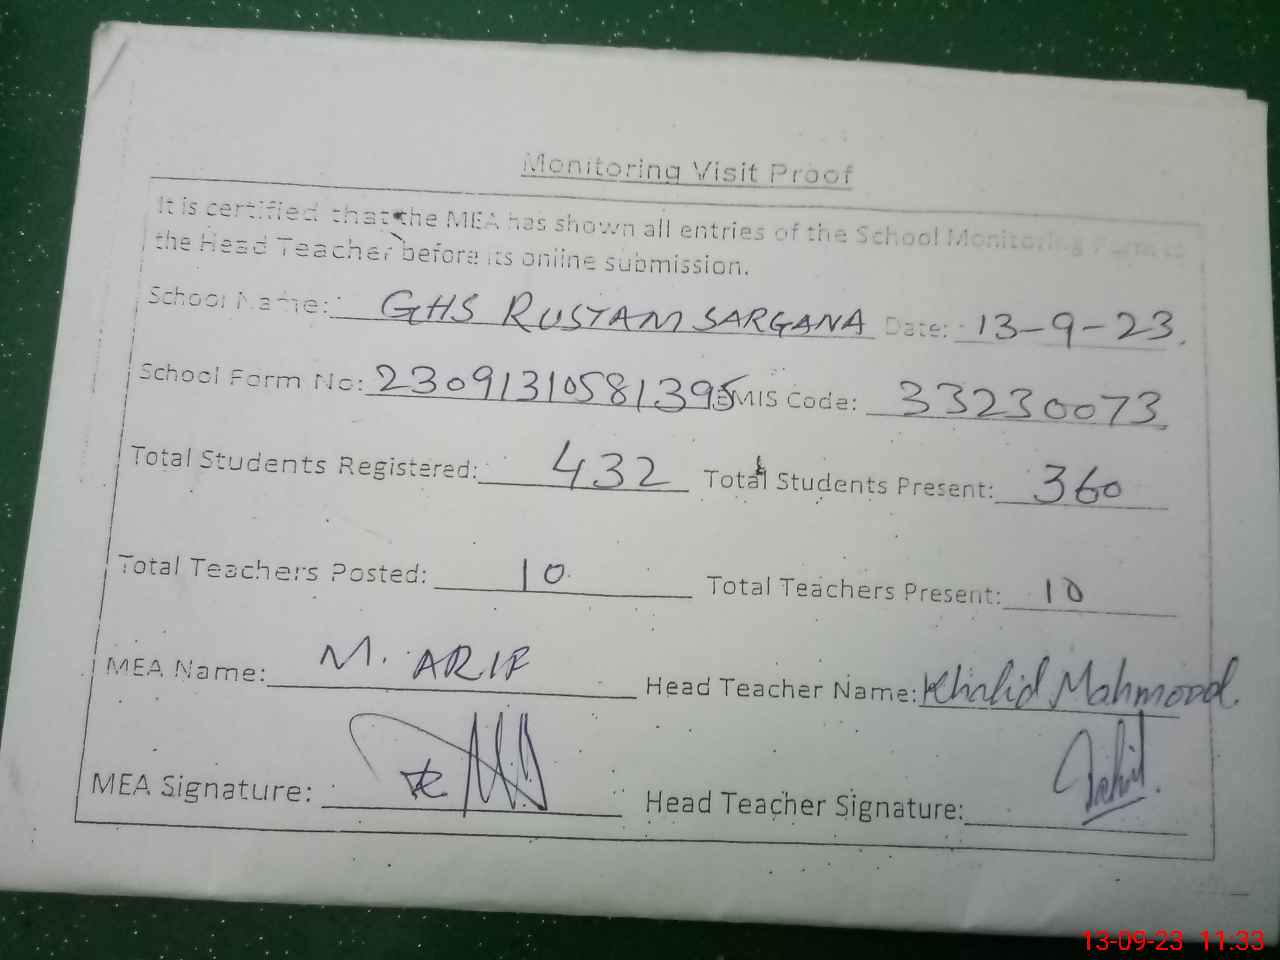 Monitoring Visit Proof
It is certified that the MEA has shown all entries of the School Monitoring Form to
the Head Teacher before its online submission.
School Name: GHS RUSTAM SARGANA Date: 13-9-23.
School Form No: 23091310581395 EMIS Code: 33230073
Total Students Registered: 432 Total Students Present: 360
Total Teachers Posted: 10 Total Teachers Present: 10
MEA Name: M. ARIF Head Teacher Name: Khalid Mahmood.
MEA Signature: Head Teacher Signature:
13-09-23 11:33